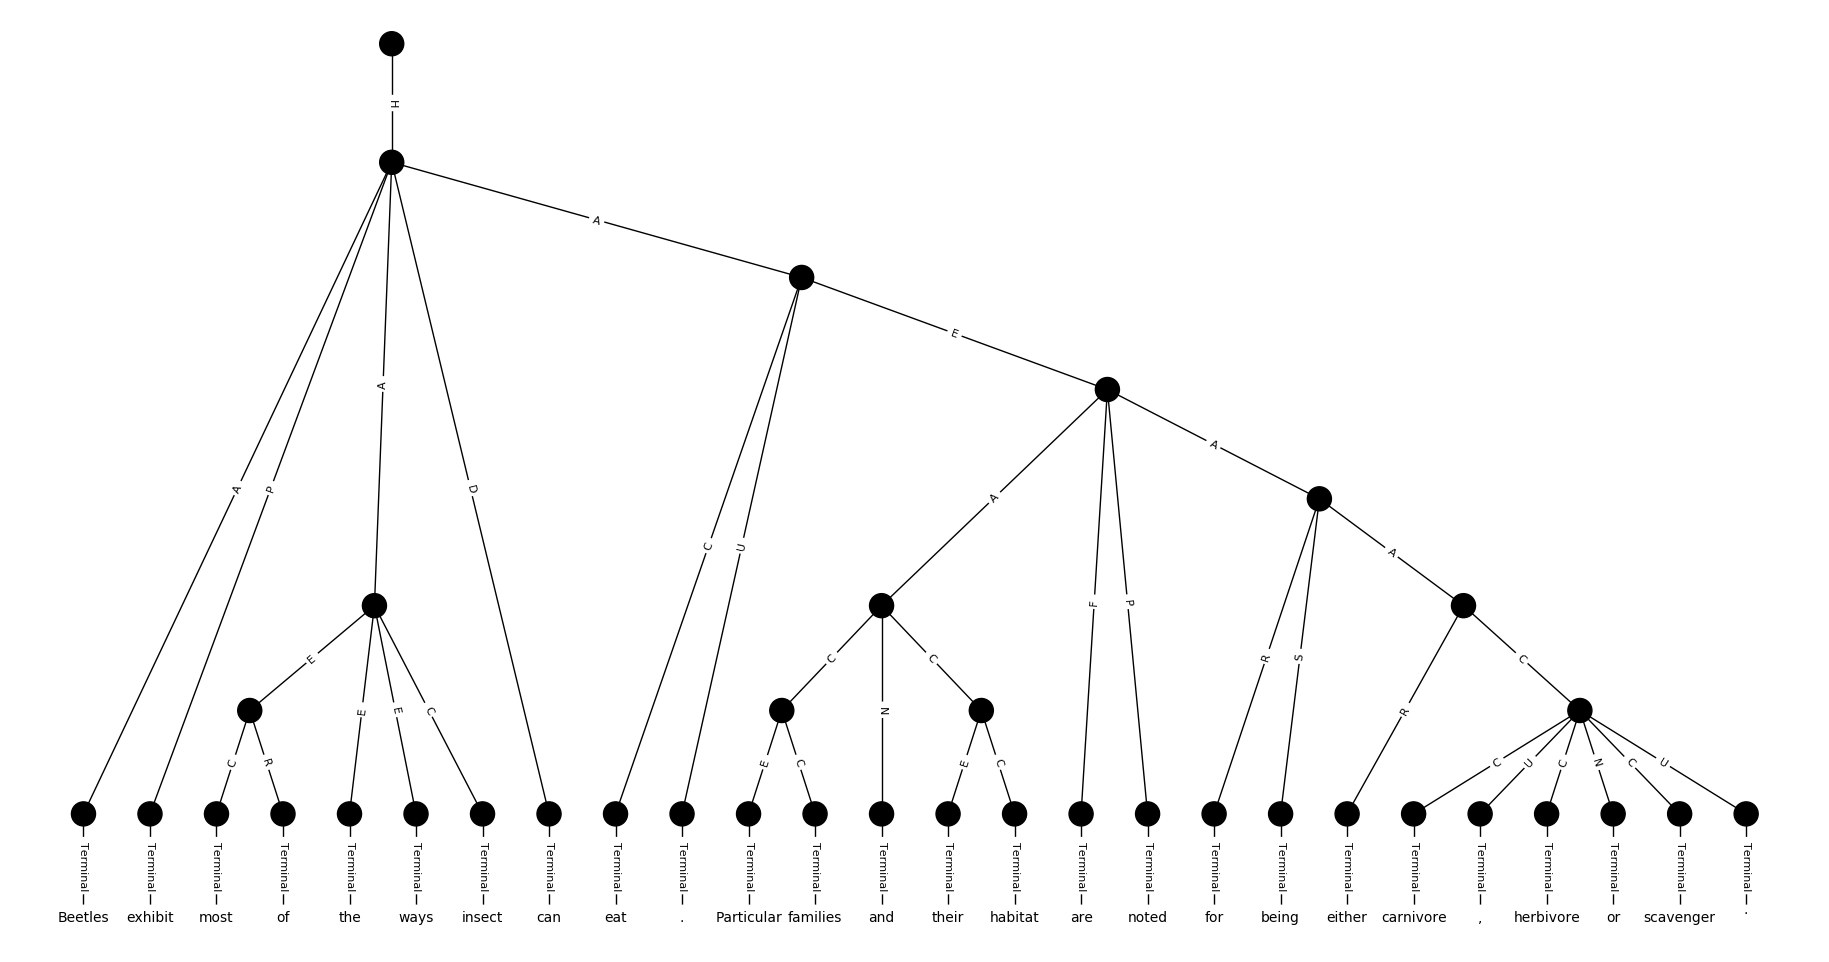 H
A
E
A
A
A
P
D
A
C
U
F
P
R
S
A
E
C
C
C
E
E
C
N
R
C
R
E
C
E
C
C
U
C
N
C
U
Terminal Terminal Terminal Terminal Terminal Terminal Terminal Terminal Terminal Terminal Terminal Terminal Terminal Terminal Terminal Terminal Terminal Terminal Terminal Terminal Terminal Terminal Terminal Terminal Terminal Terminal
Beetles exhibit most of the ways insect can eat . Particular families and their habitat are noted for being either carnivore , herbivore or scavenger .